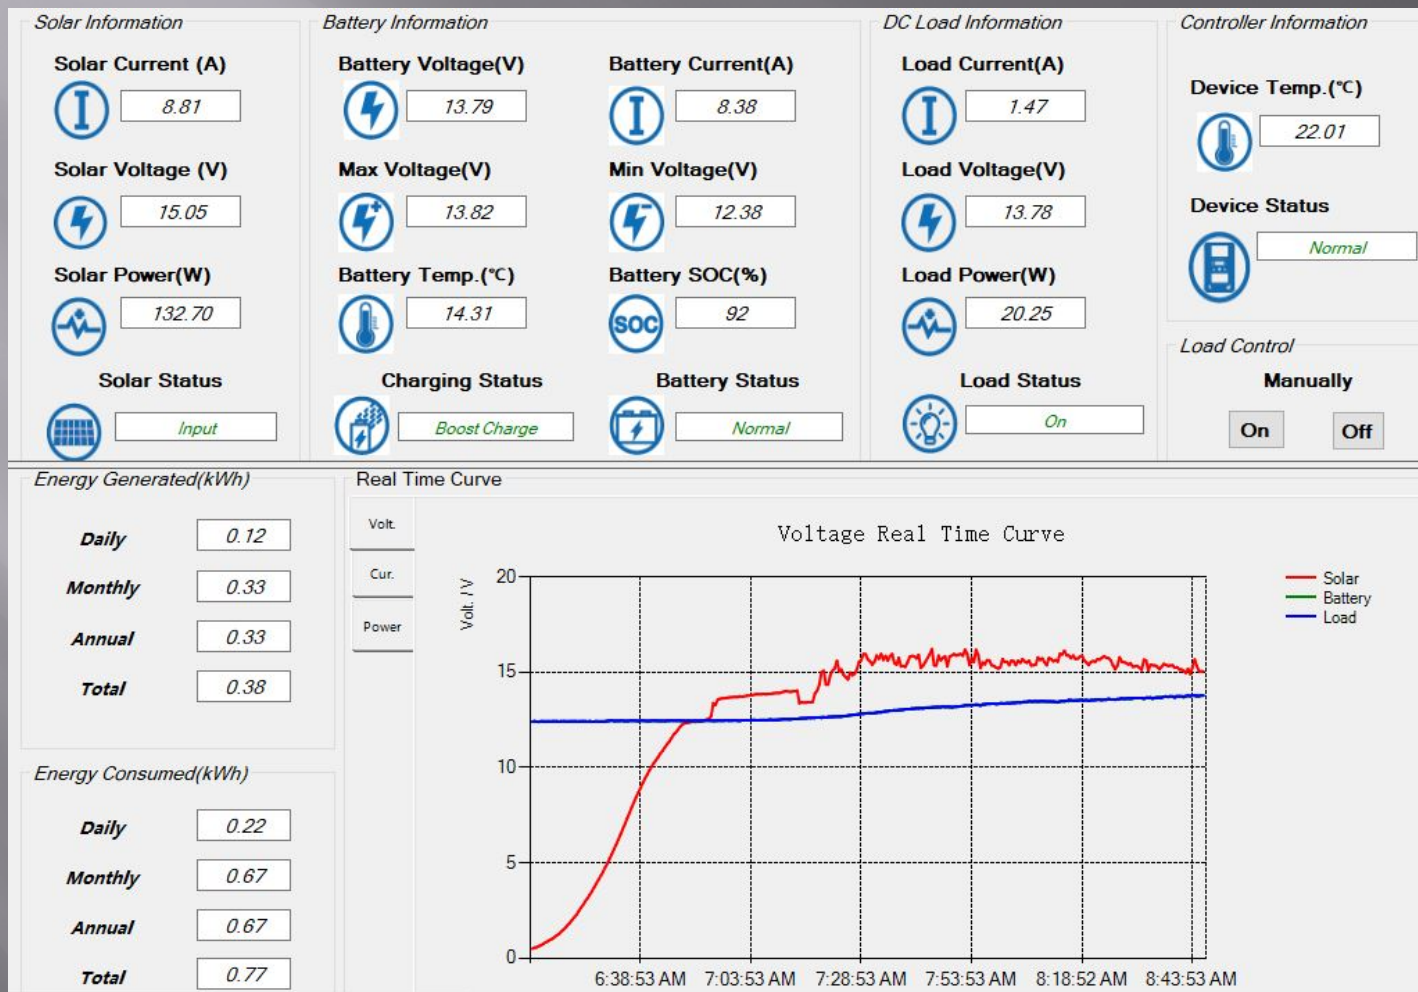 Solar Information
Solar Current (A)
8.81
Solar Voltage (V)
15.05
Solar Power(W)
132.70
Solar Status
Input
Battery Information
Battery Voltage(V)
13.79
Battery Current(A)
8.38
Max Voltage(V)
13.82
Min Voltage(V)
12.38
Battery Temp.(℃)
14.31
Battery SOC(%)
SOC
92
Charging Status
Boost Charge
Battery Status
Normal
DC Load Information
Load Current(A)
1.47
Load Voltage(V)
13.78
Load Power(W)
20.25
Load Status
On
Controller Information
Device Temp.(℃)
22.01
Device Status
Normal
Load Control
Manually
On Off
Energy Generated(kWh)
Daily 0.12
Monthly 0.33
Annual 0.33
Total 0.38
Energy Consumed(kWh)
Daily 0.22
Monthly 0.67
Annual 0.67
Total 0.77
Real Time Curve
Volt.
Cur.
Power
Voltage Real Time Curve
Volt. / V
20
15
10
5
0
6:38:53 AM 7:03:53 AM 7:28:53 AM 7:53:53 AM 8:18:52 AM 8:43:53 AM
Solar
Battery
Load